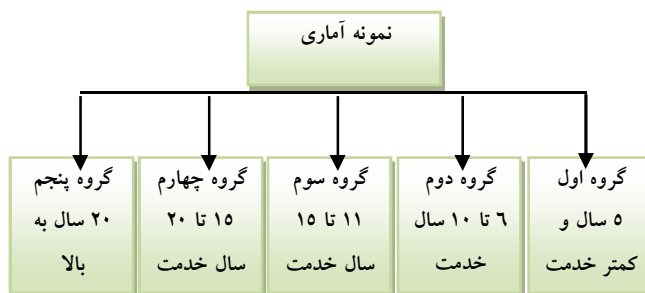 نمونه آماری
گروه اول
۵ سال و
کمتر خدمت
گروه دوم
۶ تا ۱۰ سال
خدمت
گروه سوم
۱۱ تا ۱۵
سال خدمت
گروه چهارم
۱۵ تا ۲۰
سال خدمت
گروه پنجم
۲۰ سال به
بالا